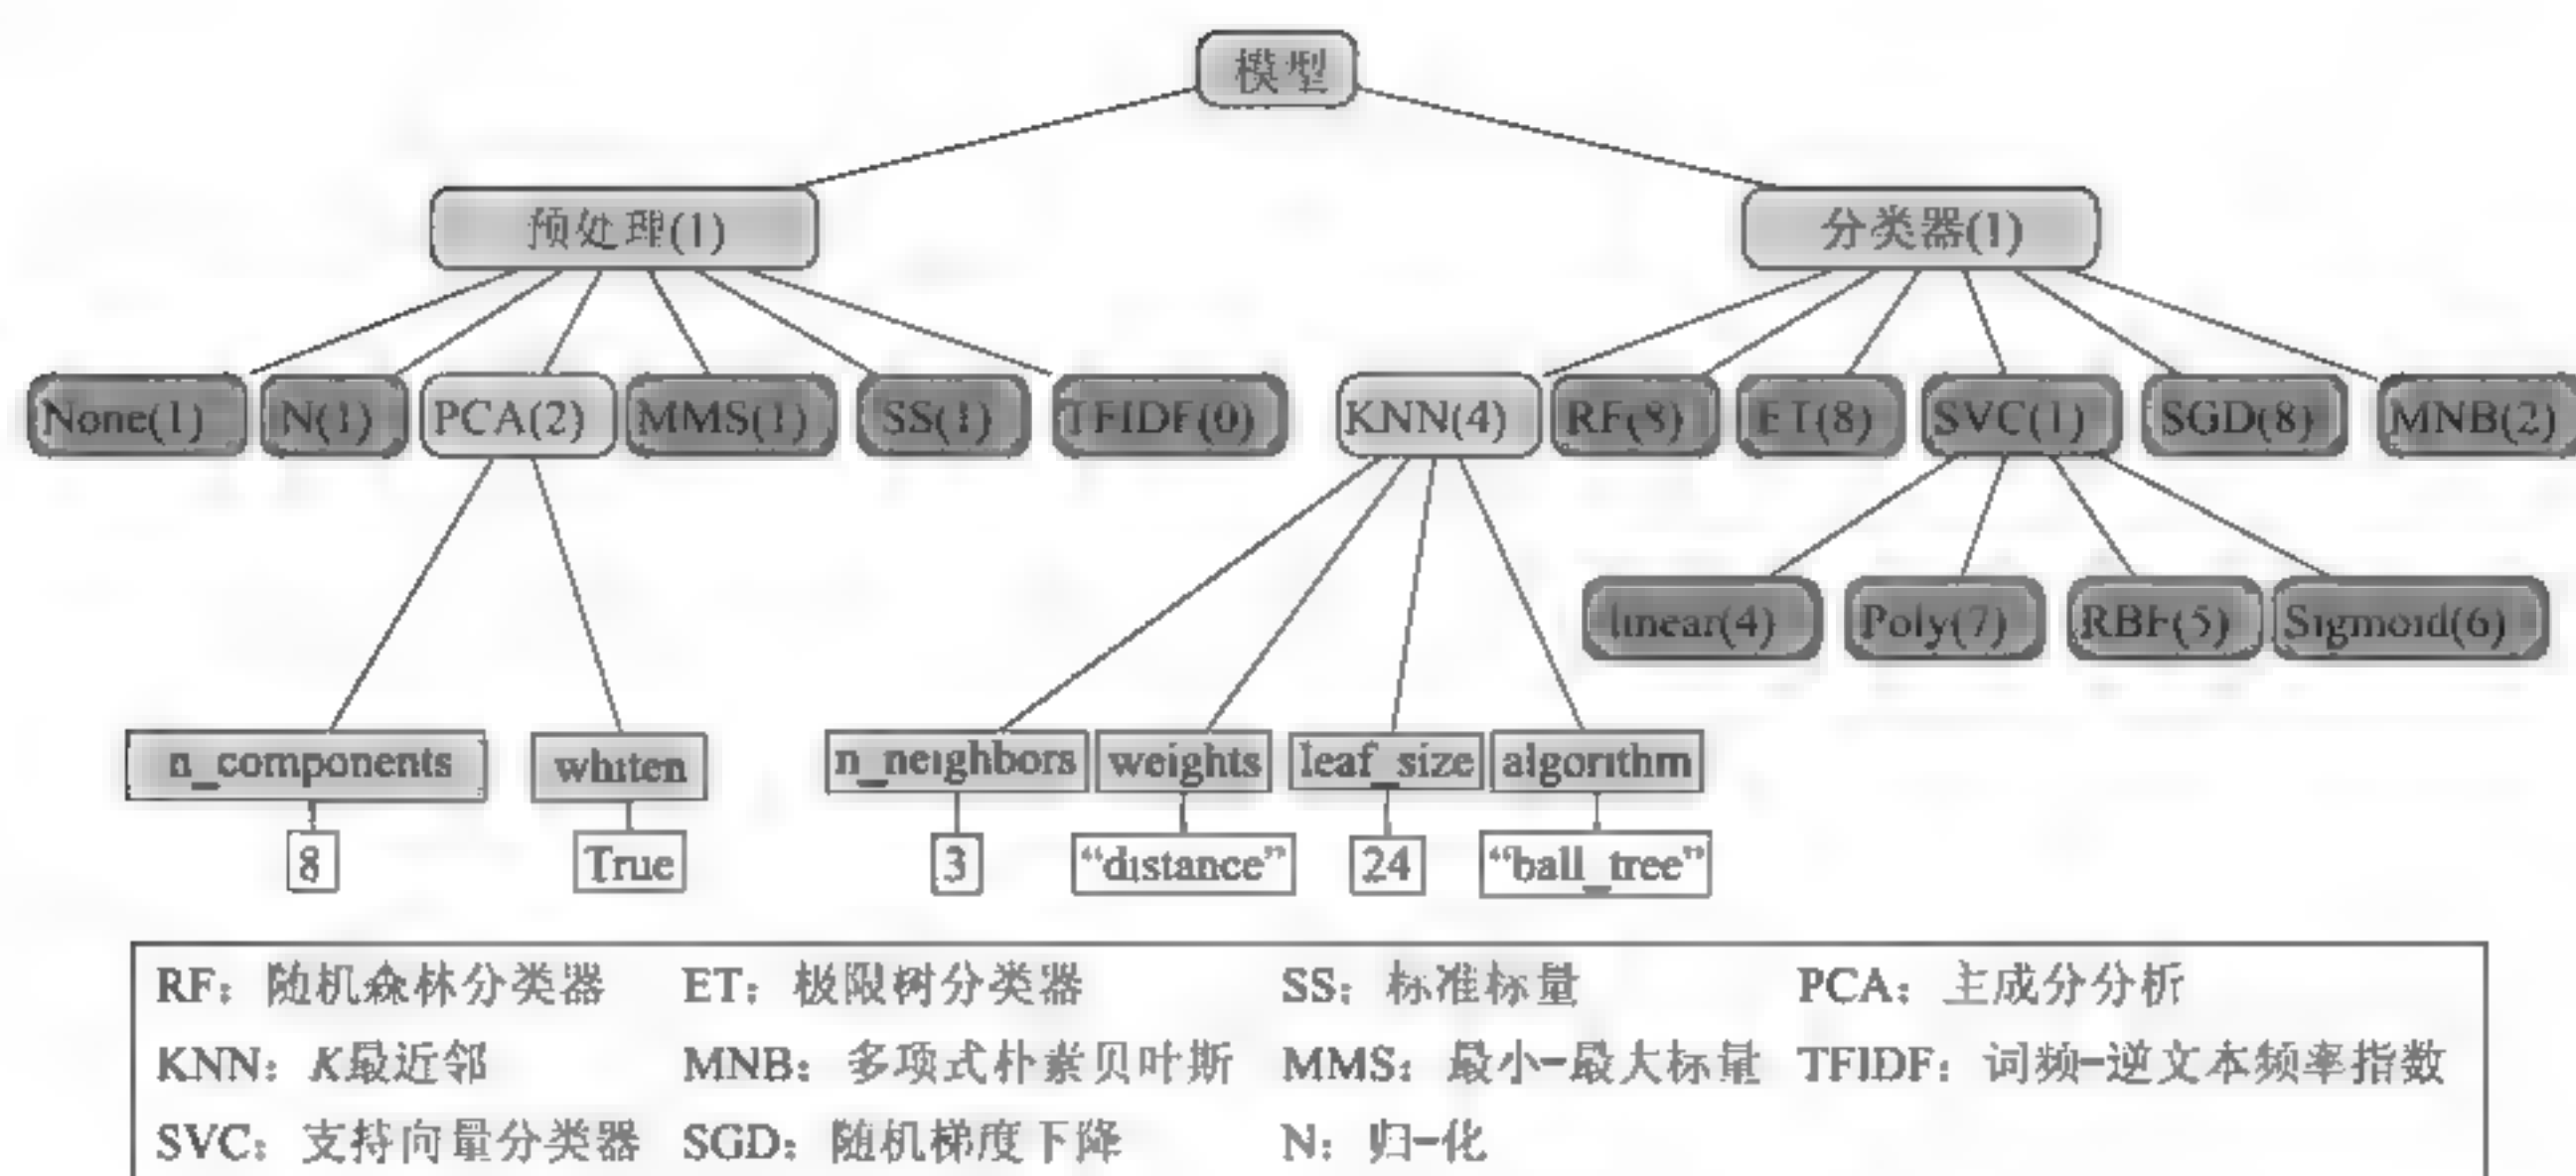 模型
预处理(1) 分类器(1)
None(1) N(1) PCA(2) MMS(1) SS(1) TFIDF(0) KNN(4) RF(8) ET(8) SVC(1) SGD(8) MNB(2)
linear(4) Poly(7) RBF(5) Sigmoid(6)
n_components whiten n_neighbors weights leaf_size algorithm
8 True 3 “distance” 24 “ball_tree”
RF：随机森林分类器 ET：极限树分类器 SS：标准标量 PCA：主成分分析
KNN：K最近邻 MNB：多项式朴素贝叶斯 MMS：最小-最大标量 TFIDF：词频-逆文本频率指数
SVC：支持向量分类器 SGD：随机梯度下降 N：归一化